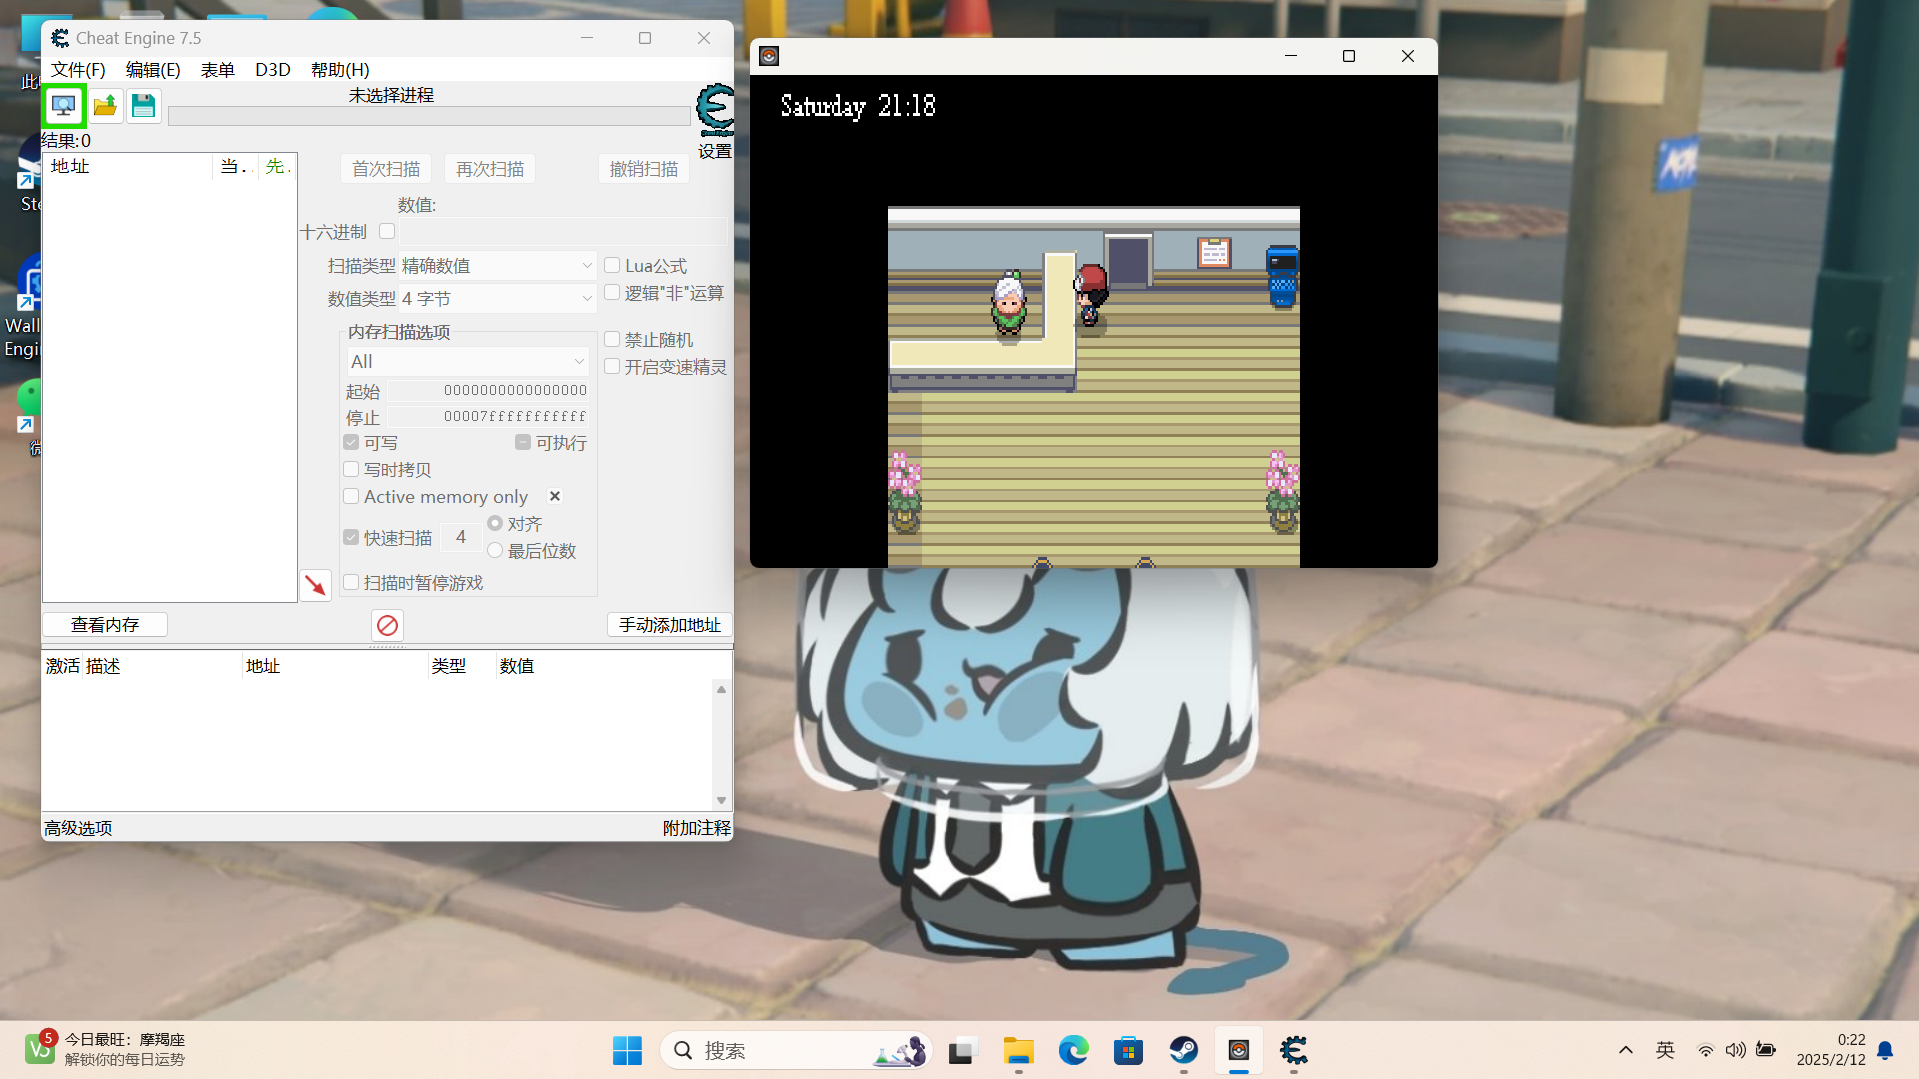 Cheat Engine 7.5
文件(F) 编辑(E) 表单 D3D 帮助(H)
未选择进程
设置
结果:0
地址 当. 先.
首次扫描 再次扫描 撤销扫描
数值:
十六进制
扫描类型 精确数值 Lua公式
数值类型 4 字节 逻辑"非"运算
内存扫描选项
All
禁止随机
开启变速精灵
起始 0000000000000000
停止 00007fffffffffff
可写 可执行
写时拷贝
Active memory only
快速扫描 4 对齐
最后位数
扫描时暂停游戏
查看内存 手动添加地址
激活 描述 地址 类型 数值
高级选项 附加注释
Saturday 21:18
Ste
Wall
Engi
5
今日最旺：摩羯座
解锁你的每日运势
搜索
英
0:22
2025/2/12